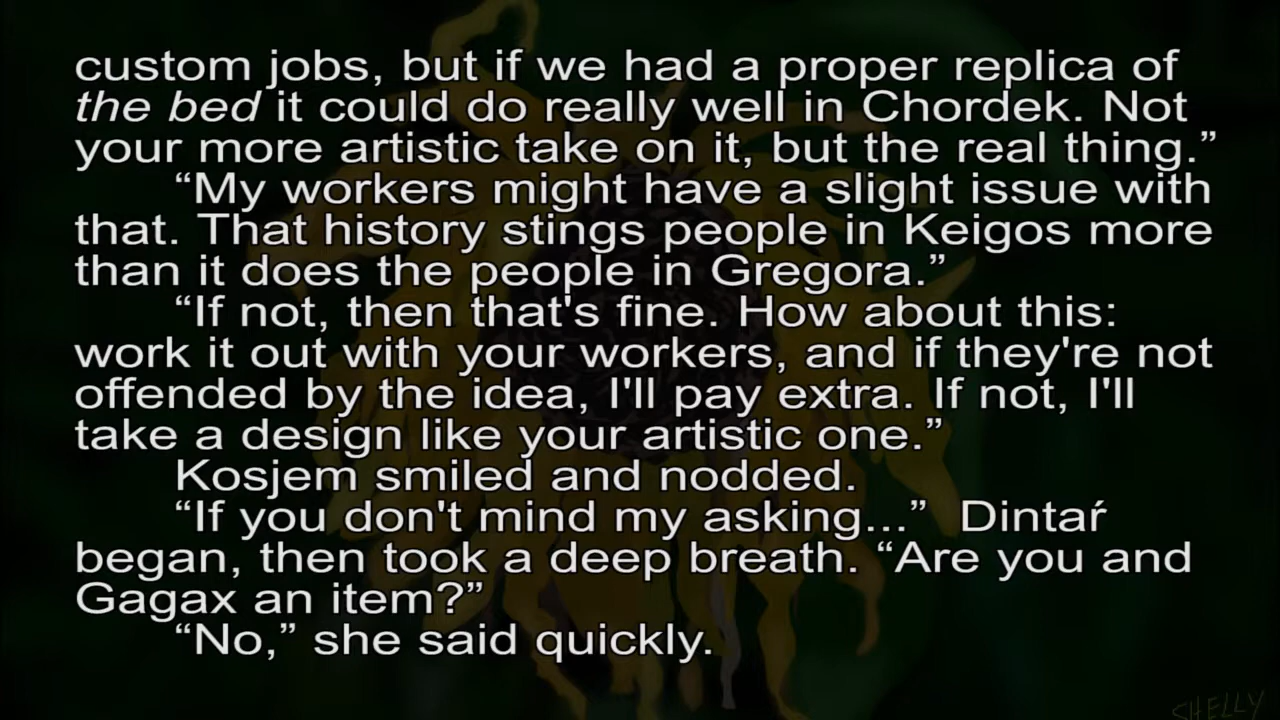 custom jobs, but if we had a proper replica of
the bed it could do really well in Chordek. Not
your more artistic take on it, but the real thing.”
“My workers might have a slight issue with
that. That history stings people in Keigos more
than it does the people in Gregora.”
“If not, then that's fine. How about this:
work it out with your workers, and if they're not
offended by the idea, I'll pay extra. If not, I'll
take a design like your artistic one.”
Kosjem smiled and nodded.
“If you don't mind my asking...”  Dintaŕ
began, then took a deep breath. “Are you and
Gagax an item?”
“No,” she said quickly.
SHELLY